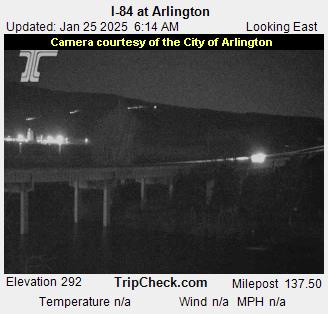 I-84 at Arlington
Updated: Jan 25 2025 6:14 AM Looking East
Camera courtesy of the City of Arlington
Elevation 292 TripCheck.com Milepost 137.50
Temperature n/a Wind n/a MPH n/a